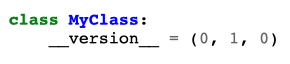 class MyClass:
    __version__ = (0, 1, 0)